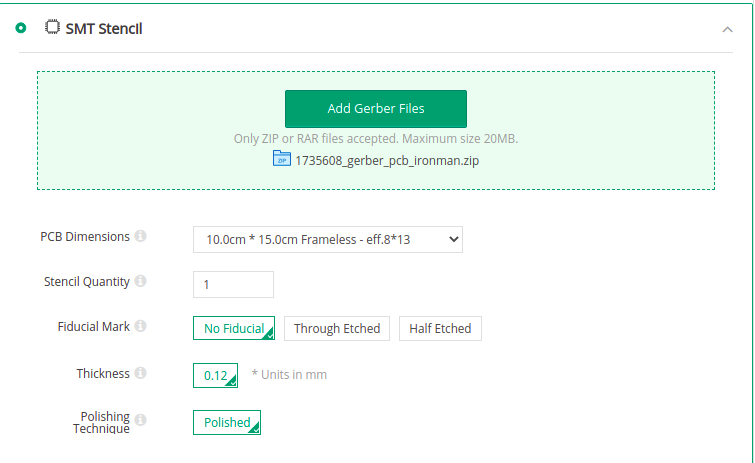 SMT Stencil
Add Gerber Files
Only ZIP or RAR files accepted. Maximum size 20MB.
ZIP 1735608_gerber_pcb_ironman.zip
PCB Dimensions i 10.0cm * 15.0cm Frameless - eff.8*13
Stencil Quantity i 1
Fiducial Mark i No Fiducial Through Etched Half Etched
Thickness i 0.12 * Units in mm
Polishing
Technique i Polished